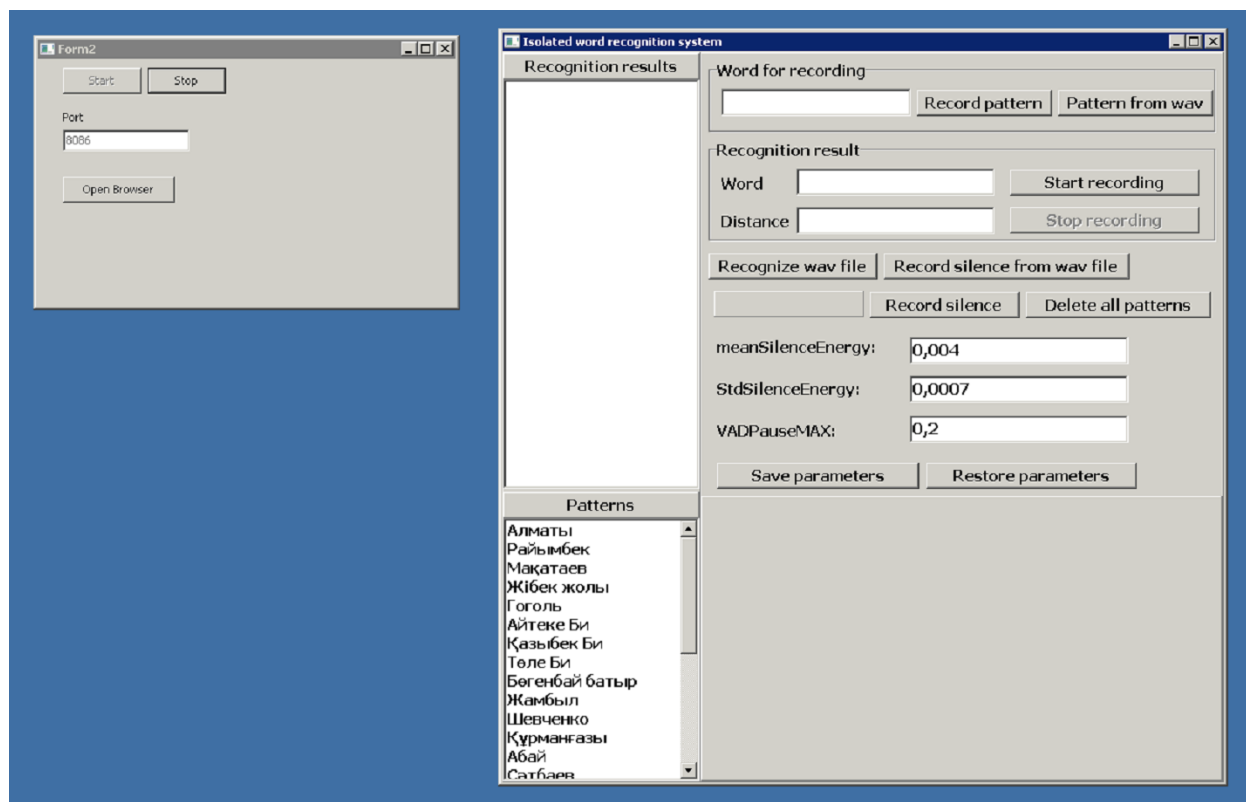 Form2
Start Stop
Port
8086
Open Browser
Isolated word recognition system
Recognition results
Word for recording
Record pattern Pattern from wav
Recognition result
Word Start recording
Distance Stop recording
Recognize wav file Record silence from wav file
Record silence Delete all patterns
meanSilenceEnergy: 0,004
StdSilenceEnergy: 0,0007
VADPauseMAX: 0,2
Save parameters Restore parameters
Patterns
Алматы
Райымбек
Мақатаев
Жібек жолы
Гоголь
Айтеке Би
Қазыбек Би
Төле Би
Бөгенбай батыр
Жамбыл
Шевченко
Құрманғазы
Абай
Сатбаев